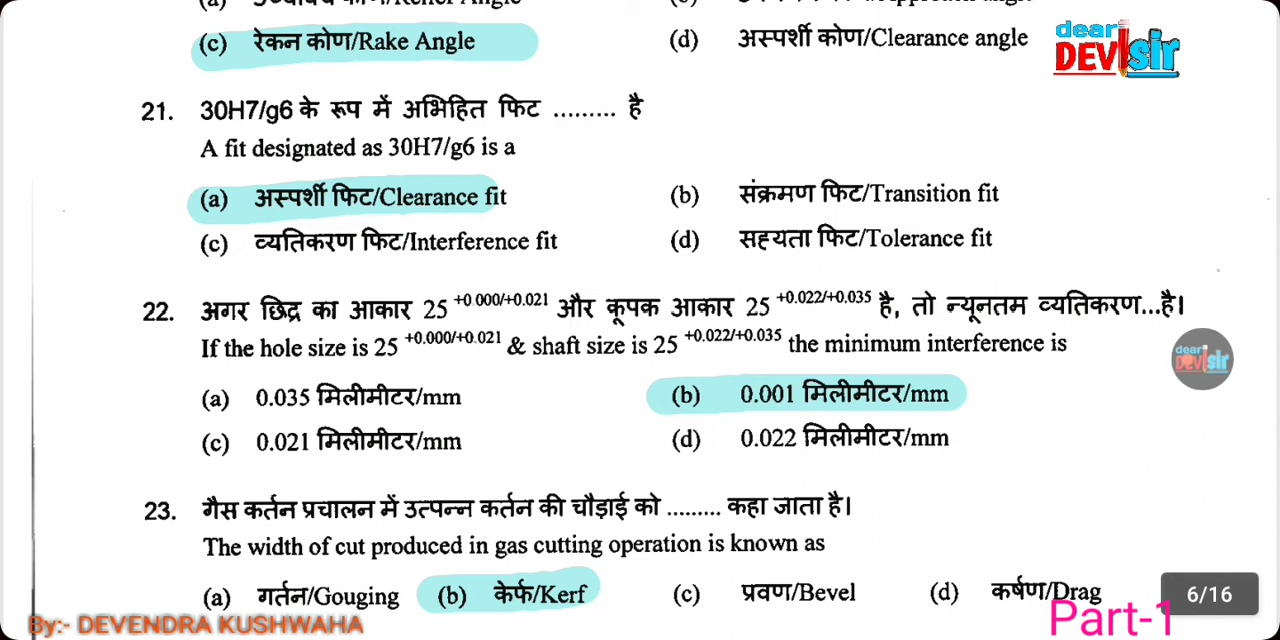 (c) रेकन कोण/Rake Angle (d) अस्पर्शी कोण/Clearance angle
dear
DEV sir
21. 30H7/g6 के रूप में अभिहित फिट ......... है
A fit designated as 30H7/g6 is a
(a) अस्पर्शी फिट/Clearance fit (b) संक्रमण फिट/Transition fit
(c) व्यतिकरण फिट/Interference fit (d) सह्यता फिट/Tolerance fit
22. अगर छिद्र का आकार 25 +0.000/+0.021 और कूपक आकार 25 +0.022/+0.035 है, तो न्यूनतम व्यतिकरण...है।
If the hole size is 25 +0.000/+0.021 & shaft size is 25 +0.022/+0.035 the minimum interference is
dear
DEV sir
(a) 0.035 मिलीमीटर/mm (b) 0.001 मिलीमीटर/mm
(c) 0.021 मिलीमीटर/mm (d) 0.022 मिलीमीटर/mm
23. गैस कर्तन प्रचालन में उत्पन्न कर्तन की चौड़ाई को ......... कहा जाता है।
The width of cut produced in gas cutting operation is known as
(a) गर्तन/Gouging (b) केर्फ/Kerf (c) प्रवण/Bevel (d) कर्षण/Drag
6/16
By:- DEVENDRA KUSHWAHA
Part-1